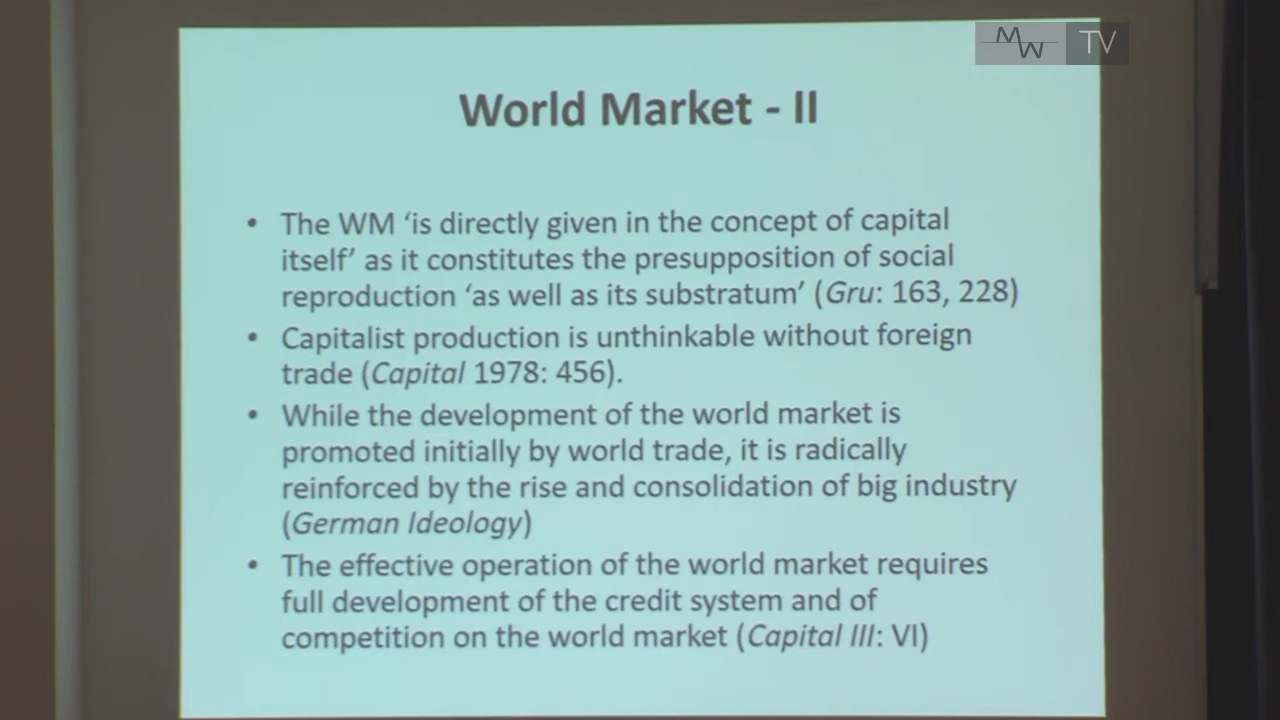 MW TV
World Market - II
• The WM ‘is directly given in the concept of capital
itself’ as it constitutes the presupposition of social
reproduction ‘as well as its substratum’ (Gru: 163, 228)
• Capitalist production is unthinkable without foreign
trade (Capital 1978: 456).
• While the development of the world market is
promoted initially by world trade, it is radically
reinforced by the rise and consolidation of big industry
(German Ideology)
• The effective operation of the world market requires
full development of the credit system and of
competition on the world market (Capital III: VI)